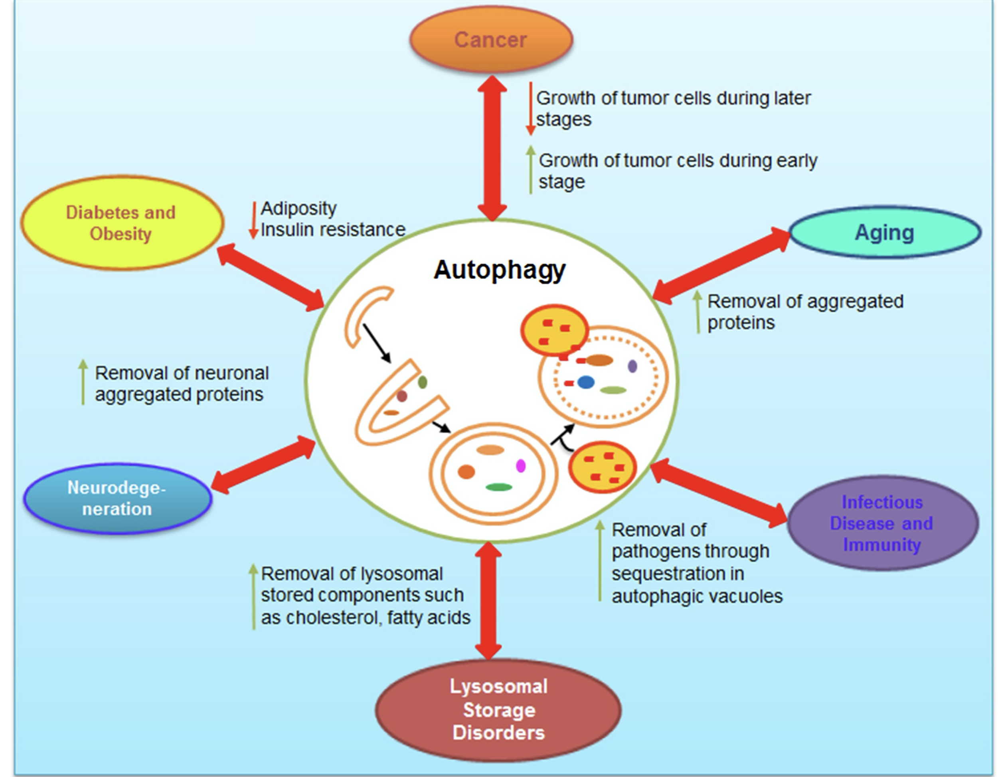 Cancer
Growth of tumor cells during later
stages
Growth of tumor cells during early
stage
Diabetes and
Obesity
Adiposity
Insulin resistance
Aging
Autophagy
Removal of aggregated
proteins
Removal of neuronal
aggregated proteins
Neurodege-
neration
Infectious
Disease and
Immunity
Removal of
pathogens through
sequestration in
autophagic vacuoles
Removal of lysosomal
stored components such
as cholesterol, fatty acids
Lysosomal
Storage
Disorders